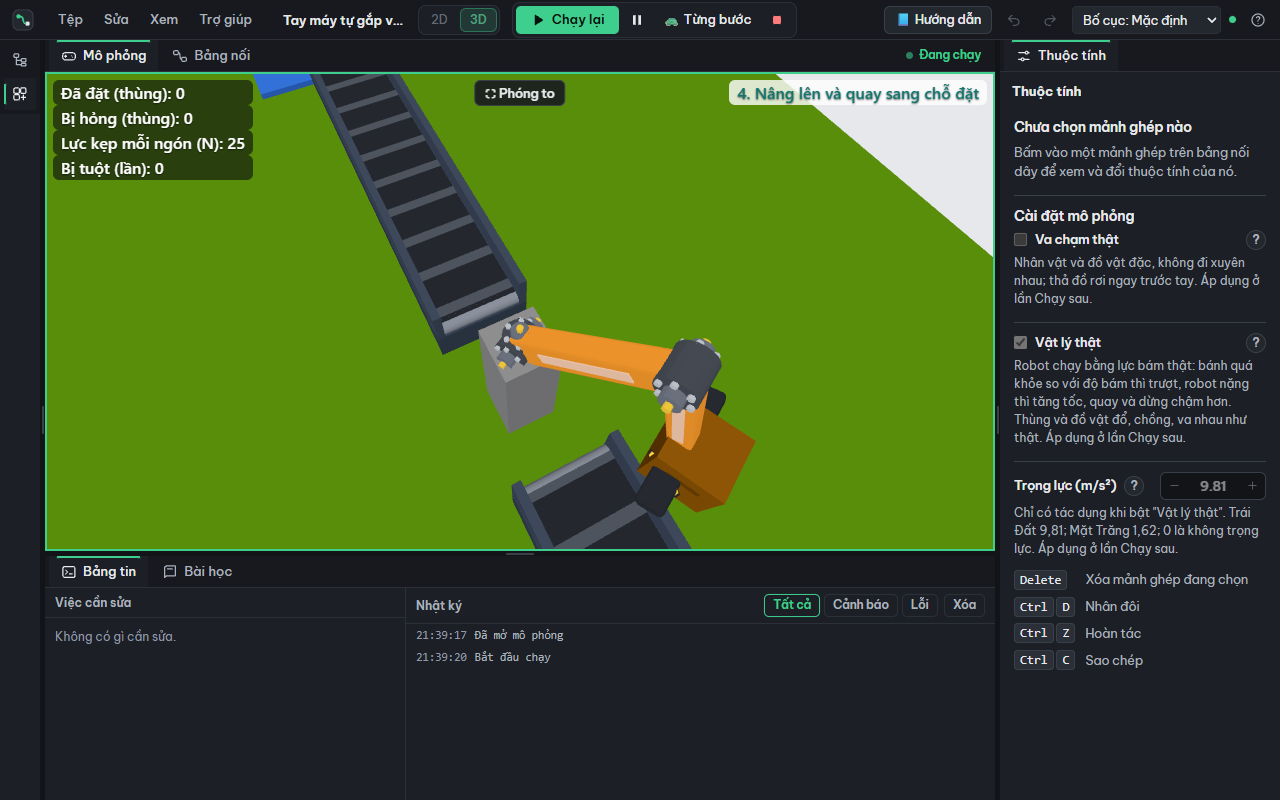 Tệp Sửa Xem Trợ giúp Tay máy tự gắp v... 2D 3D Chạy lại Từng bước Hướng dẫn Bố cục: Mặc định
Mô phỏng Bảng nối Đang chạy Thuộc tính
Đã đặt (thùng): 0
Bị hỏng (thùng): 0
Lực kẹp mỗi ngón (N): 25
Bị tuột (lần): 0
Phóng to
4. Nâng lên và quay sang chỗ đặt
Thuộc tính
Chưa chọn mảnh ghép nào
Bấm vào một mảnh ghép trên bảng nối
dây để xem và đổi thuộc tính của nó.
Cài đặt mô phỏng
Va chạm thật ?
Nhân vật và đồ vật đặc, không đi xuyên
nhau; thả đồ rơi ngay trước tay. Áp dụng ở
lần Chạy sau.
Vật lý thật ?
Robot chạy bằng lực bám thật: bánh quá
khỏe so với độ bám thì trượt, robot nặng
thì tăng tốc, quay và dừng chậm hơn.
Thùng và đồ vật đổ, chồng, va nhau như
thật. Áp dụng ở lần Chạy sau.
Trọng lực (m/s²) ? − 9.81 +
Chỉ có tác dụng khi bật "Vật lý thật". Trái
Đất 9,81; Mặt Trăng 1,62; 0 là không trọng
lực. Áp dụng ở lần Chạy sau.
Delete Xóa mảnh ghép đang chọn
Ctrl D Nhân đôi
Ctrl Z Hoàn tác
Ctrl C Sao chép
Bảng tin Bài học
Việc cần sửa
Không có gì cần sửa.
Nhật ký Tất cả Cảnh báo Lỗi Xóa
21:39:17 Đã mở mô phỏng
21:39:20 Bắt đầu chạy